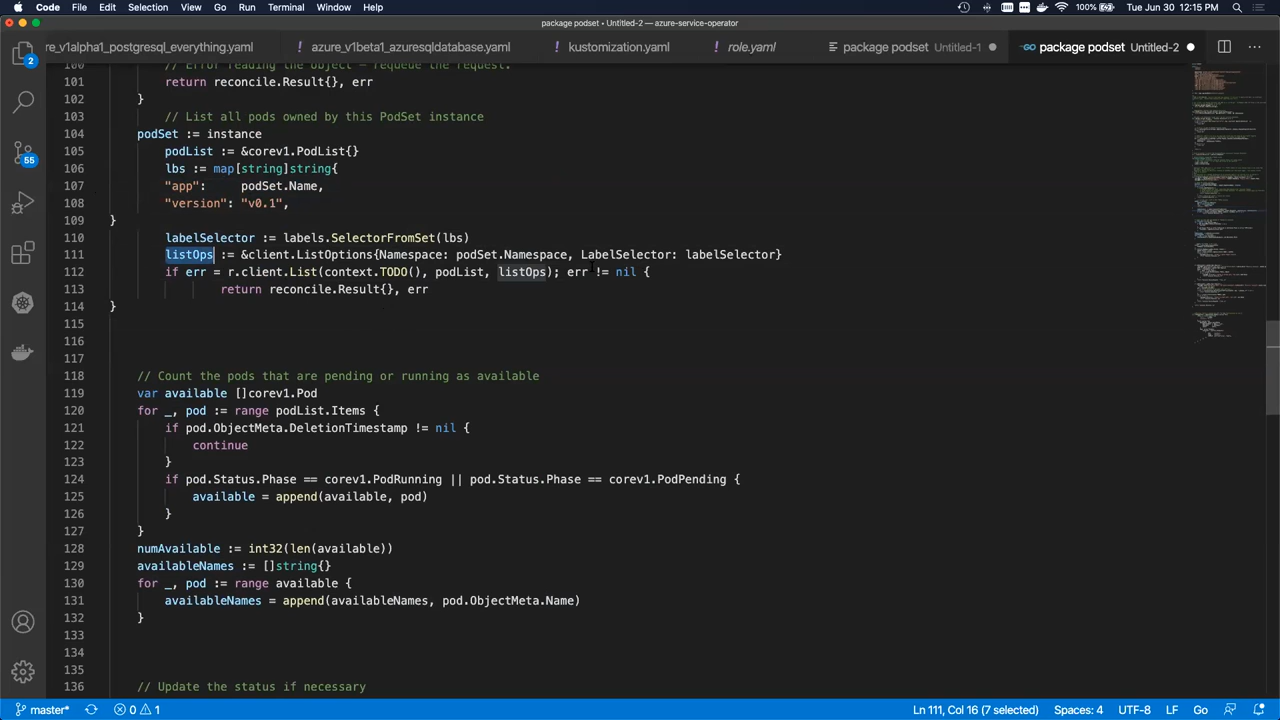 Code File Edit Selection View Go Run Terminal Window Help 100% Tue Jun 30 12:15 PM
package podset Untitled-2 — azure-service-operator
re_v1alpha1_postgresql_everything.yaml ! azure_v1beta1_azuresqldatabase.yaml ! kustomization.yaml ! role.yaml package podset Untitled-1 package podset Untitled-2
100 // Error reading the object – requeue the request.
101 return reconcile.Result{}, err
102 }
103 // List all pods owned by this PodSet instance
104 podSet := instance
105 podList := &corev1.PodList{}
106 lbs := map[string]string{
107 "app": podSet.Name,
108 "version": "v0.1",
109 }
110 labelSelector := labels.SelectorFromSet(lbs)
111 listOps := &client.ListOptions{Namespace: podSet.Namespace, LabelSelector: labelSelector}
112 if err = r.client.List(context.TODO(), podList, listOps); err != nil {
113 return reconcile.Result{}, err
114 }
115
116
117
118 // Count the pods that are pending or running as available
119 var available []corev1.Pod
120 for _, pod := range podList.Items {
121 if pod.ObjectMeta.DeletionTimestamp != nil {
122 continue
123 }
124 if pod.Status.Phase == corev1.PodRunning || pod.Status.Phase == corev1.PodPending {
125 available = append(available, pod)
126 }
127 }
128 numAvailable := int32(len(available))
129 availableNames := []string{}
130 for _, pod := range available {
131 availableNames = append(availableNames, pod.ObjectMeta.Name)
132 }
133
134
135
136 // Update the status if necessary
2
55
master* 0 1 Ln 111, Col 16 (7 selected) Spaces: 4 UTF-8 LF Go